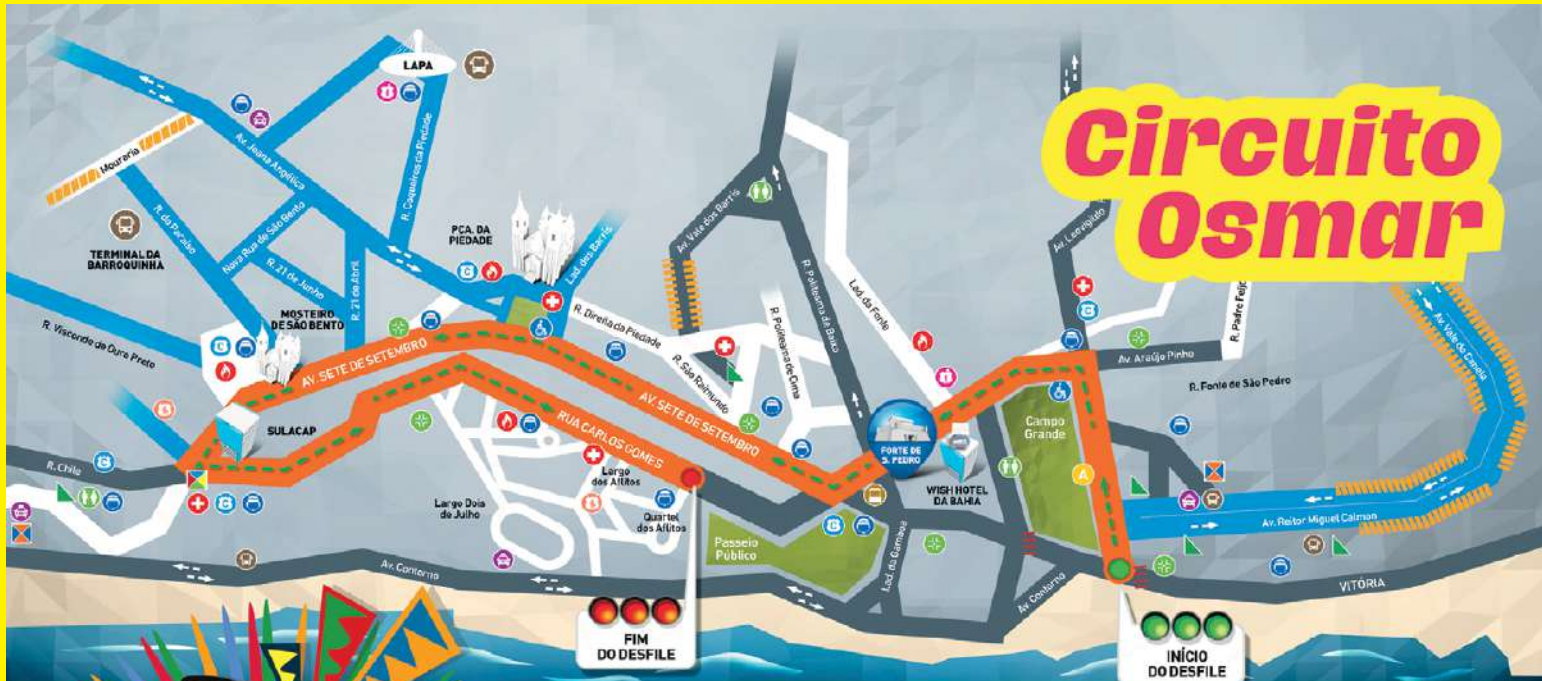 Circuito
Osmar
LAPA
Av. Joana Angélica
R. Coqueiros da Piedade
Mouraria
R. do Paraíso
Nova Rua de São Bento
R. 21 de Junho
R. 21 de Abril
TERMINAL DA
BARROQUINHA
PCA. DA
PIEDADE
Lad. dos Barris
Av. Vale dos Barris
R. Politeama de Baixo
Lad. da Fonte
Av. Leovigildo
R. Padre Feijó
Av. Vale do Canela
MOSTEIRO
DE SÃO BENTO
R. Visconde de Ouro Preto
AV. SETE DE SETEMBRO
R. Direita da Piedade
R. São Raimundo
R. Politeama de Cima
Av. Araújo Pinho
R. Fonte de São Pedro
SULACAP
AV. SETE DE SETEMBRO
RUA CARLOS GOMES
FORTE DE
S. PEDRO
Campo
Grande
A
R. Chile
Largo
dos Aflitos
Largo Dois
de Julho
Quartel
dos Aflitos
WISH HOTEL
DA BAHIA
Passeio
Público
Lad. da Gamboa
Av. Reitor Miguel Calmon
Av. Contorno
Av. Contorno
VITÓRIA
FIM
DO DESFILE
INÍCIO
DO DESFILE